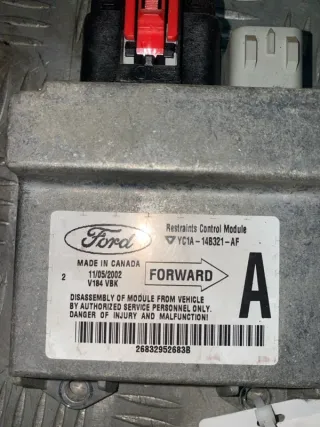 Ford
Restraints Control Module
YC1A-14B321-AF
MADE IN CANADA
2
11/05/2002
V184 VBK
FORWARD
A
DISASSEMBLY OF MODULE FROM VEHICLE
BY AUTHORIZED SERVICE PERSONNEL ONLY.
DANGER OF INJURY AND MALFUNCTION!
26832952683B